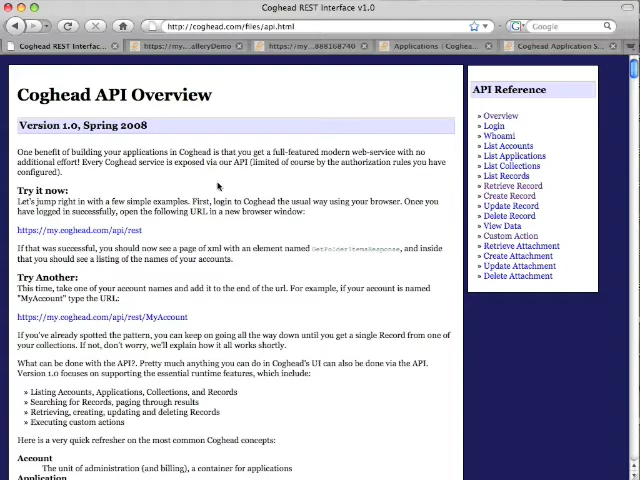 Coghead REST Interface v1.0
http://coghead.com/files/api.html
Google
Coghead REST Interfac...
https://my....alleryDemo
https://my....888168740
Applications | Coghea...
Coghead Application S...
Coghead API Overview
Version 1.0, Spring 2008
One benefit of building your applications in Coghead is that you get a full-featured modern web-service with no
additional effort! Every Coghead service is exposed via our API (limited of course by the authorization rules you have
configured).
Try it now:
Let's jump right in with a few simple examples. First, login to Coghead the usual way using your browser. Once you
have logged in successfully, open the following URL in a new browser window:
https://my.coghead.com/api/rest
If that was successful, you should now see a page of xml with an element named GetFolderItemsResponse, and inside
that you should see a listing of the names of your accounts.
Try Another:
This time, take one of your account names and add it to the end of the url. For example, if your account is named
"MyAccount" type the URL:
https://my.coghead.com/api/rest/MyAccount
If you've already spotted the pattern, you can keep on going all the way down until you get a single Record from one of your
collections. If not, don't worry, we'll explain how it all works shortly.
What can be done with the API?. Pretty much anything you can do in Coghead's UI can also be done via the API.
Version 1.0 focuses on supporting the essential runtime features, which include:
» Listing Accounts, Applications, Collections, and Records
» Searching for Records, paging through results
» Retrieving, creating, updating and deleting Records
» Executing custom actions
Here is a very quick refresher on the most common Coghead concepts:
Account
The unit of administration (and billing), a container for applications
Application
API Reference
» Overview
» Login
» Whoami
» List Accounts
» List Applications
» List Collections
» List Records
» Retrieve Record
» Create Record
» Update Record
» Delete Record
» View Data
» Custom Action
» Retrieve Attachment
» Create Attachment
» Update Attachment
» Delete Attachment